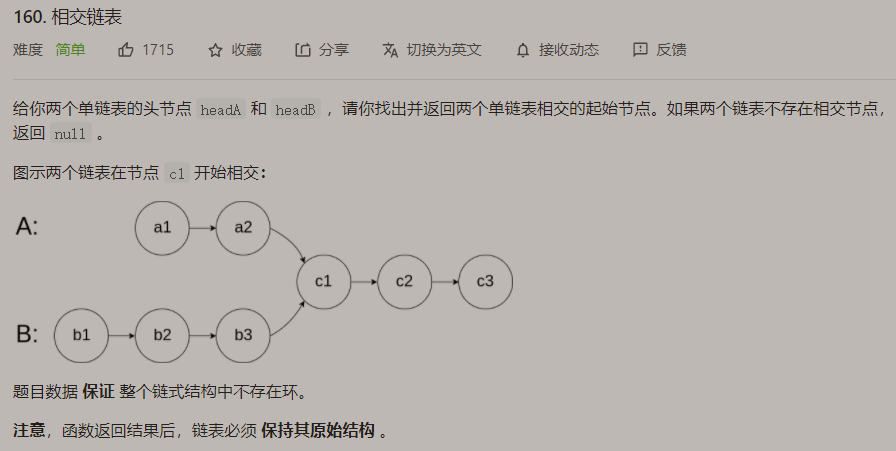 160. 相交链表
难度 简单 1715 收藏 分享 切换为英文 接收动态 反馈
给你两个单链表的头节点 headA 和 headB ，请你找出并返回两个单链表相交的起始节点。如果两个链表不存在相交节点，
返回 null 。
图示两个链表在节点 c1 开始相交：
A: a1 a2
c1 c2 c3
B: b1 b2 b3
题目数据 保证 整个链式结构中不存在环。
注意，函数返回结果后，链表必须 保持其原始结构 。